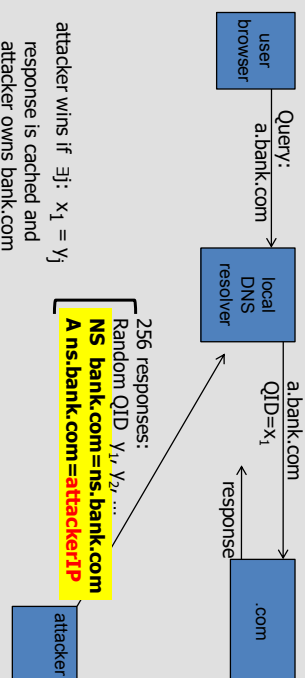 user
browser
Query:
a.bank.com
local
DNS
resolver
a.bank.com
QID=x₁
response
.com
256 responses:
Random QID y₁, y₂, …
NS bank.com=ns.bank.com
A ns.bank.com=attackerIP
attacker
attacker wins if ∃j: x₁ = yⱼ
response is cached and
attacker owns bank.com